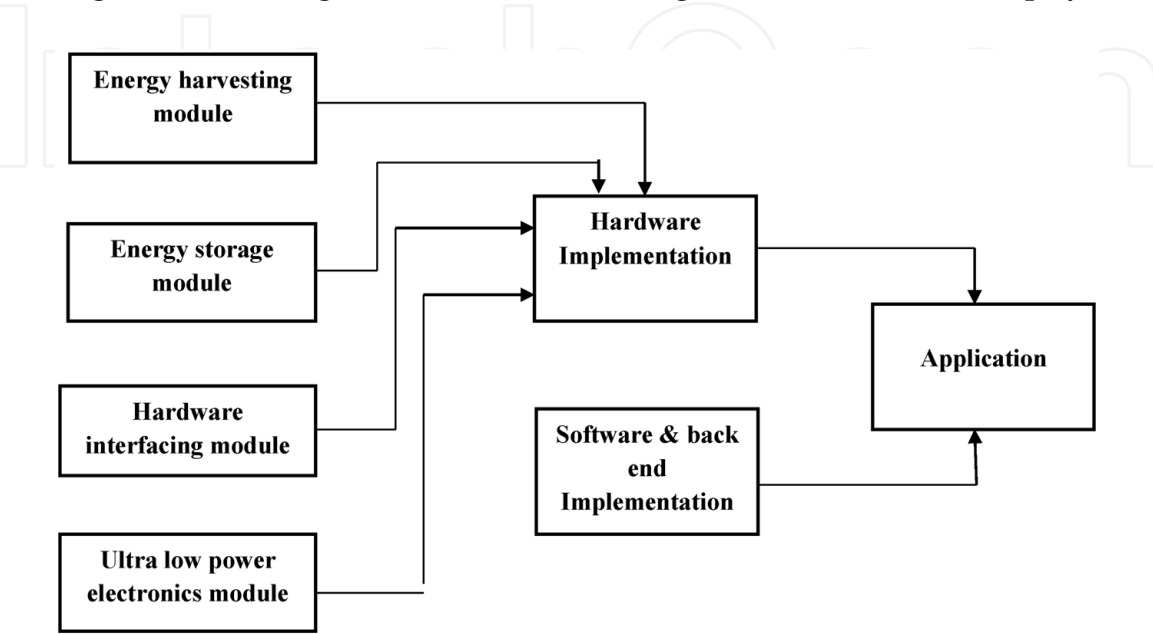 Energy harvesting
module
Energy storage
module
Hardware
interfacing module
Ultra low power
electronics module
Hardware
Implementation
Software & back
end
Implementation
Application